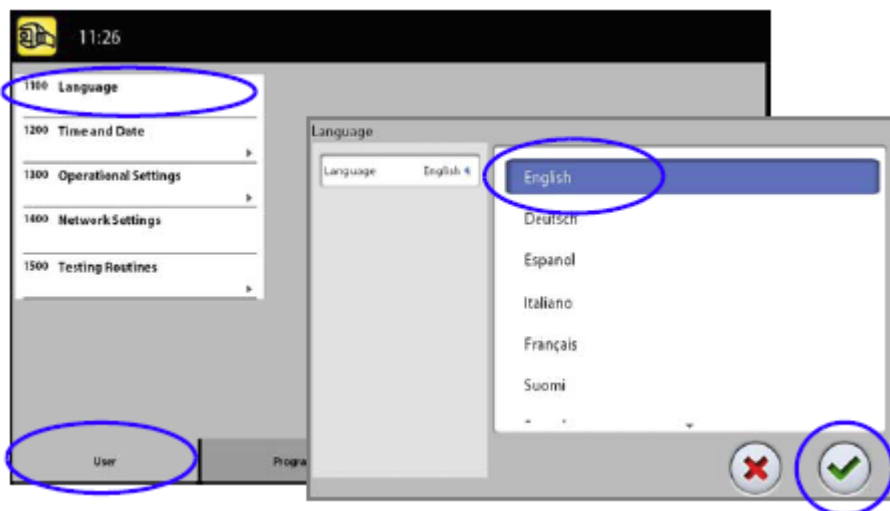 11:26
1100 Language
1200 Time and Date
1300 Operational Settings
1400 Network Settings
1500 Testing Routines
User
Progra
Language
Language English
English
Deutsch
Espanol
Italiano
Français
Suomi